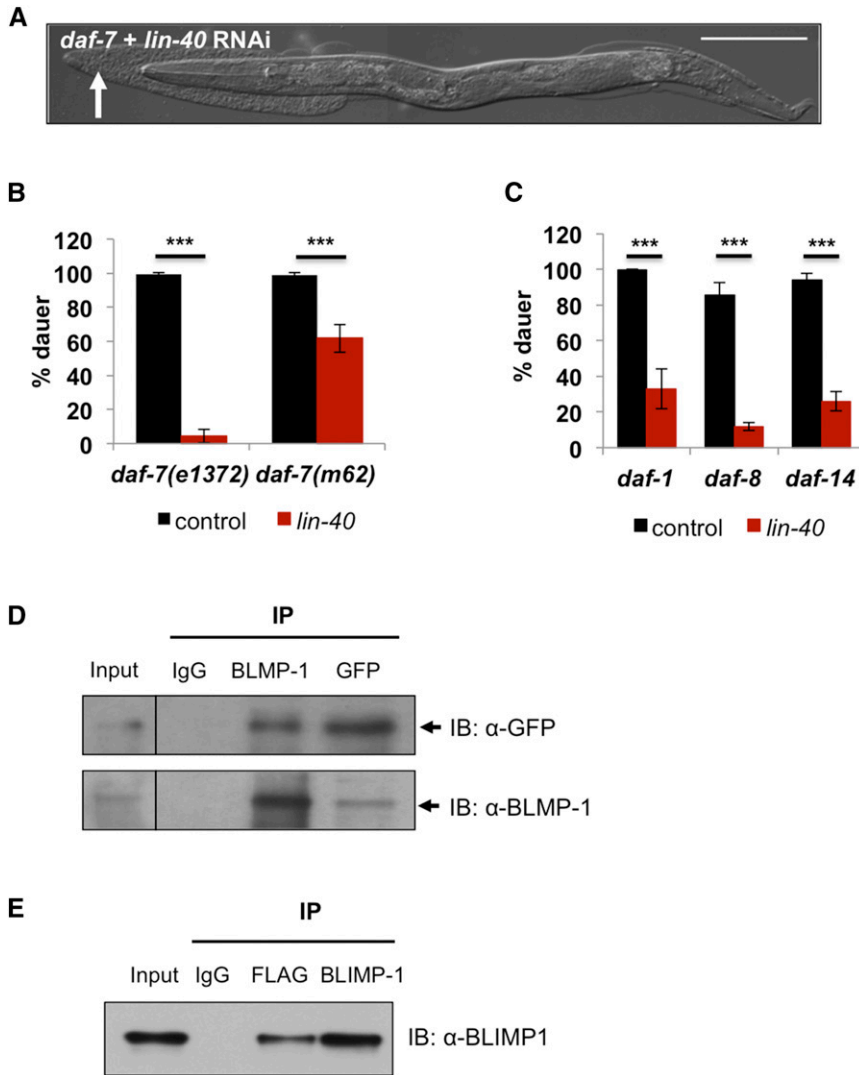 A
daf-7 + lin-40 RNAi
B
120
100
80
60
40
20
0
% dauer
***
***
daf-7(e1372) daf-7(m62)
control lin-40
C
120
100
80
60
40
20
0
% dauer
***
***
***
daf-1 daf-8 daf-14
control lin-40
D
IP
Input IgG BLMP-1 GFP
IB: α-GFP
IB: α-BLMP-1
E
IP
Input IgG FLAG BLIMP-1
IB: α-BLIMP1